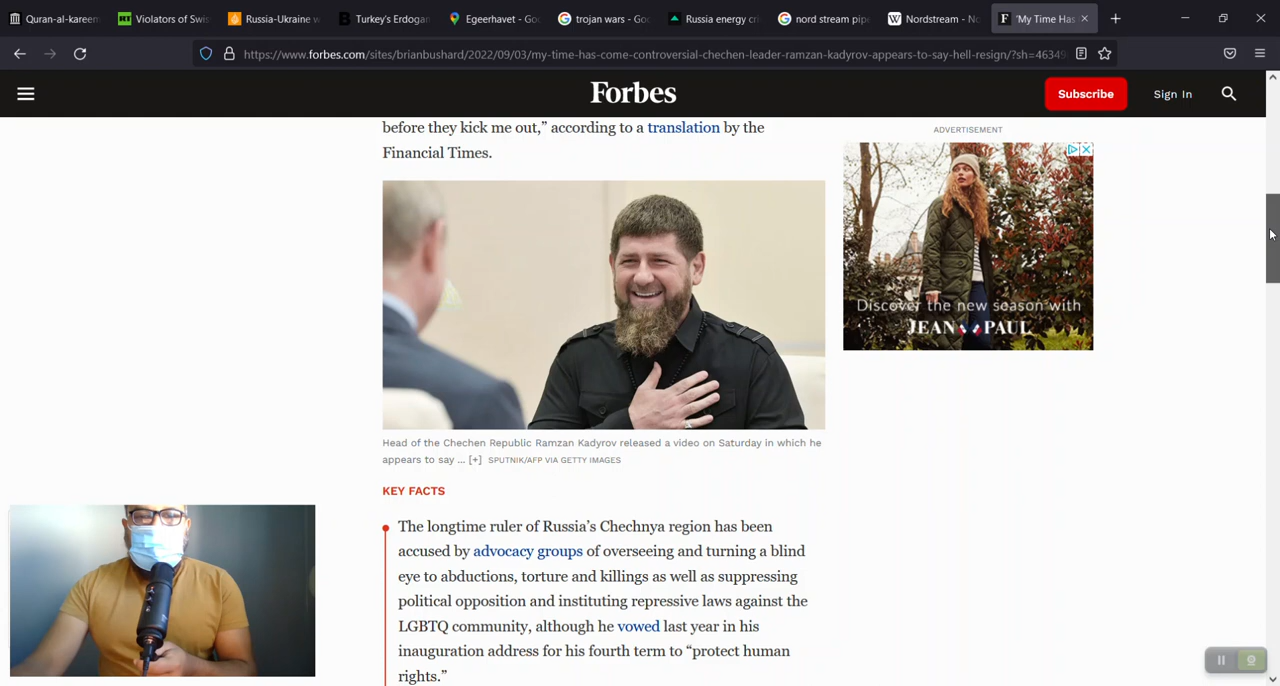 Quran-al-kareem
RT Violators of Swis
Russia-Ukraine w
B Turkey's Erdogan
Egeerhavet - Goo
trojan wars - Goo
Russia energy cri
nord stream pipe
W Nordstream - No
F 'My Time Has
https://www.forbes.com/sites/brianbushard/2022/09/03/my-time-has-come-controversial-chechen-leader-ramzan-kadyrov-appears-to-say-hell-resign/?sh=46349
Forbes
Subscribe
Sign In
before they kick me out,” according to a translation by the
Financial Times.
ADVERTISEMENT
Discover the new season with
JEAN PAUL
Head of the Chechen Republic Ramzan Kadyrov released a video on Saturday in which he
appears to say ... [+] SPUTNIK/AFP VIA GETTY IMAGES
KEY FACTS
The longtime ruler of Russia’s Chechnya region has been
accused by advocacy groups of overseeing and turning a blind
eye to abductions, torture and killings as well as suppressing
political opposition and instituting repressive laws against the
LGBTQ community, although he vowed last year in his
inauguration address for his fourth term to “protect human
rights.”